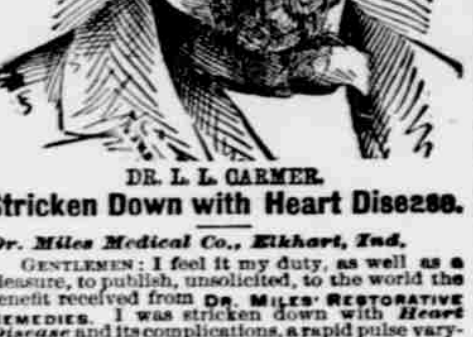 DR. L. L. CARMER.
Stricken Down with Heart Disease.
Dr. Miles Medical Co., Elkhart, Ind.
GENTLEMEN: I feel it my duty, as well as a
pleasure, to publish, unsolicited, to the world the
benefit received from DR. MILES' RESTORATIVE
REMEDIES. I was stricken down with Heart
Disease and its complications, a rapid pulse vary-